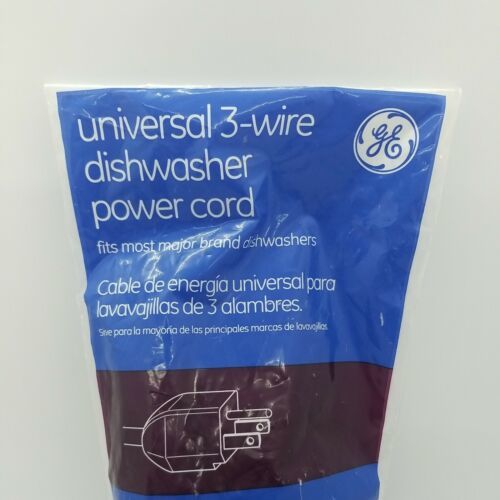 universal 3-wire
GE
dishwasher
power cord
fits most major brand dishwashers
Cable de energía universal para
lavavajillas de 3 alambres.
Sirve para la mayoría de las principales marcas de lavavajillas.